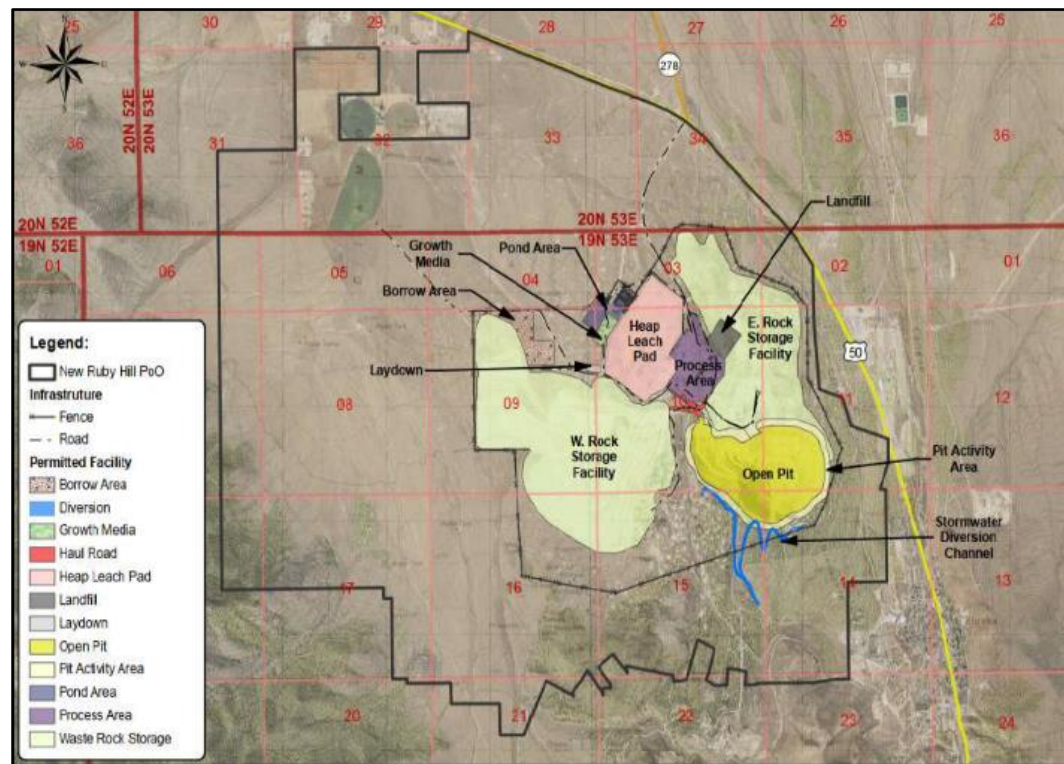 25
30
29
28
27
26
25
N
W
278
20N 52E
20N 53E
36
31
32
33
34
35
36
20N 52E
20N 53E
Landfill
19N 52E
19N 53E
01
06
05
04
03
02
01
Growth
Media
Pond Area
Borrow Area
Heap
Leach
Pad
E. Rock
Storage
Facility
Process
Area
50
Laydown
08
09
10
11
12
W. Rock
Storage
Facility
Open Pit
Pit Activity
Area
Stormwater
Diversion
Channel
17
16
15
14
13
20
21
22
23
24
Legend:
New Ruby Hill PoO
Infrastruture
Fence
Road
Permitted Facility
Borrow Area
Diversion
Growth Media
Haul Road
Heap Leach Pad
Landfill
Laydown
Open Pit
Pit Activity Area
Pond Area
Process Area
Waste Rock Storage